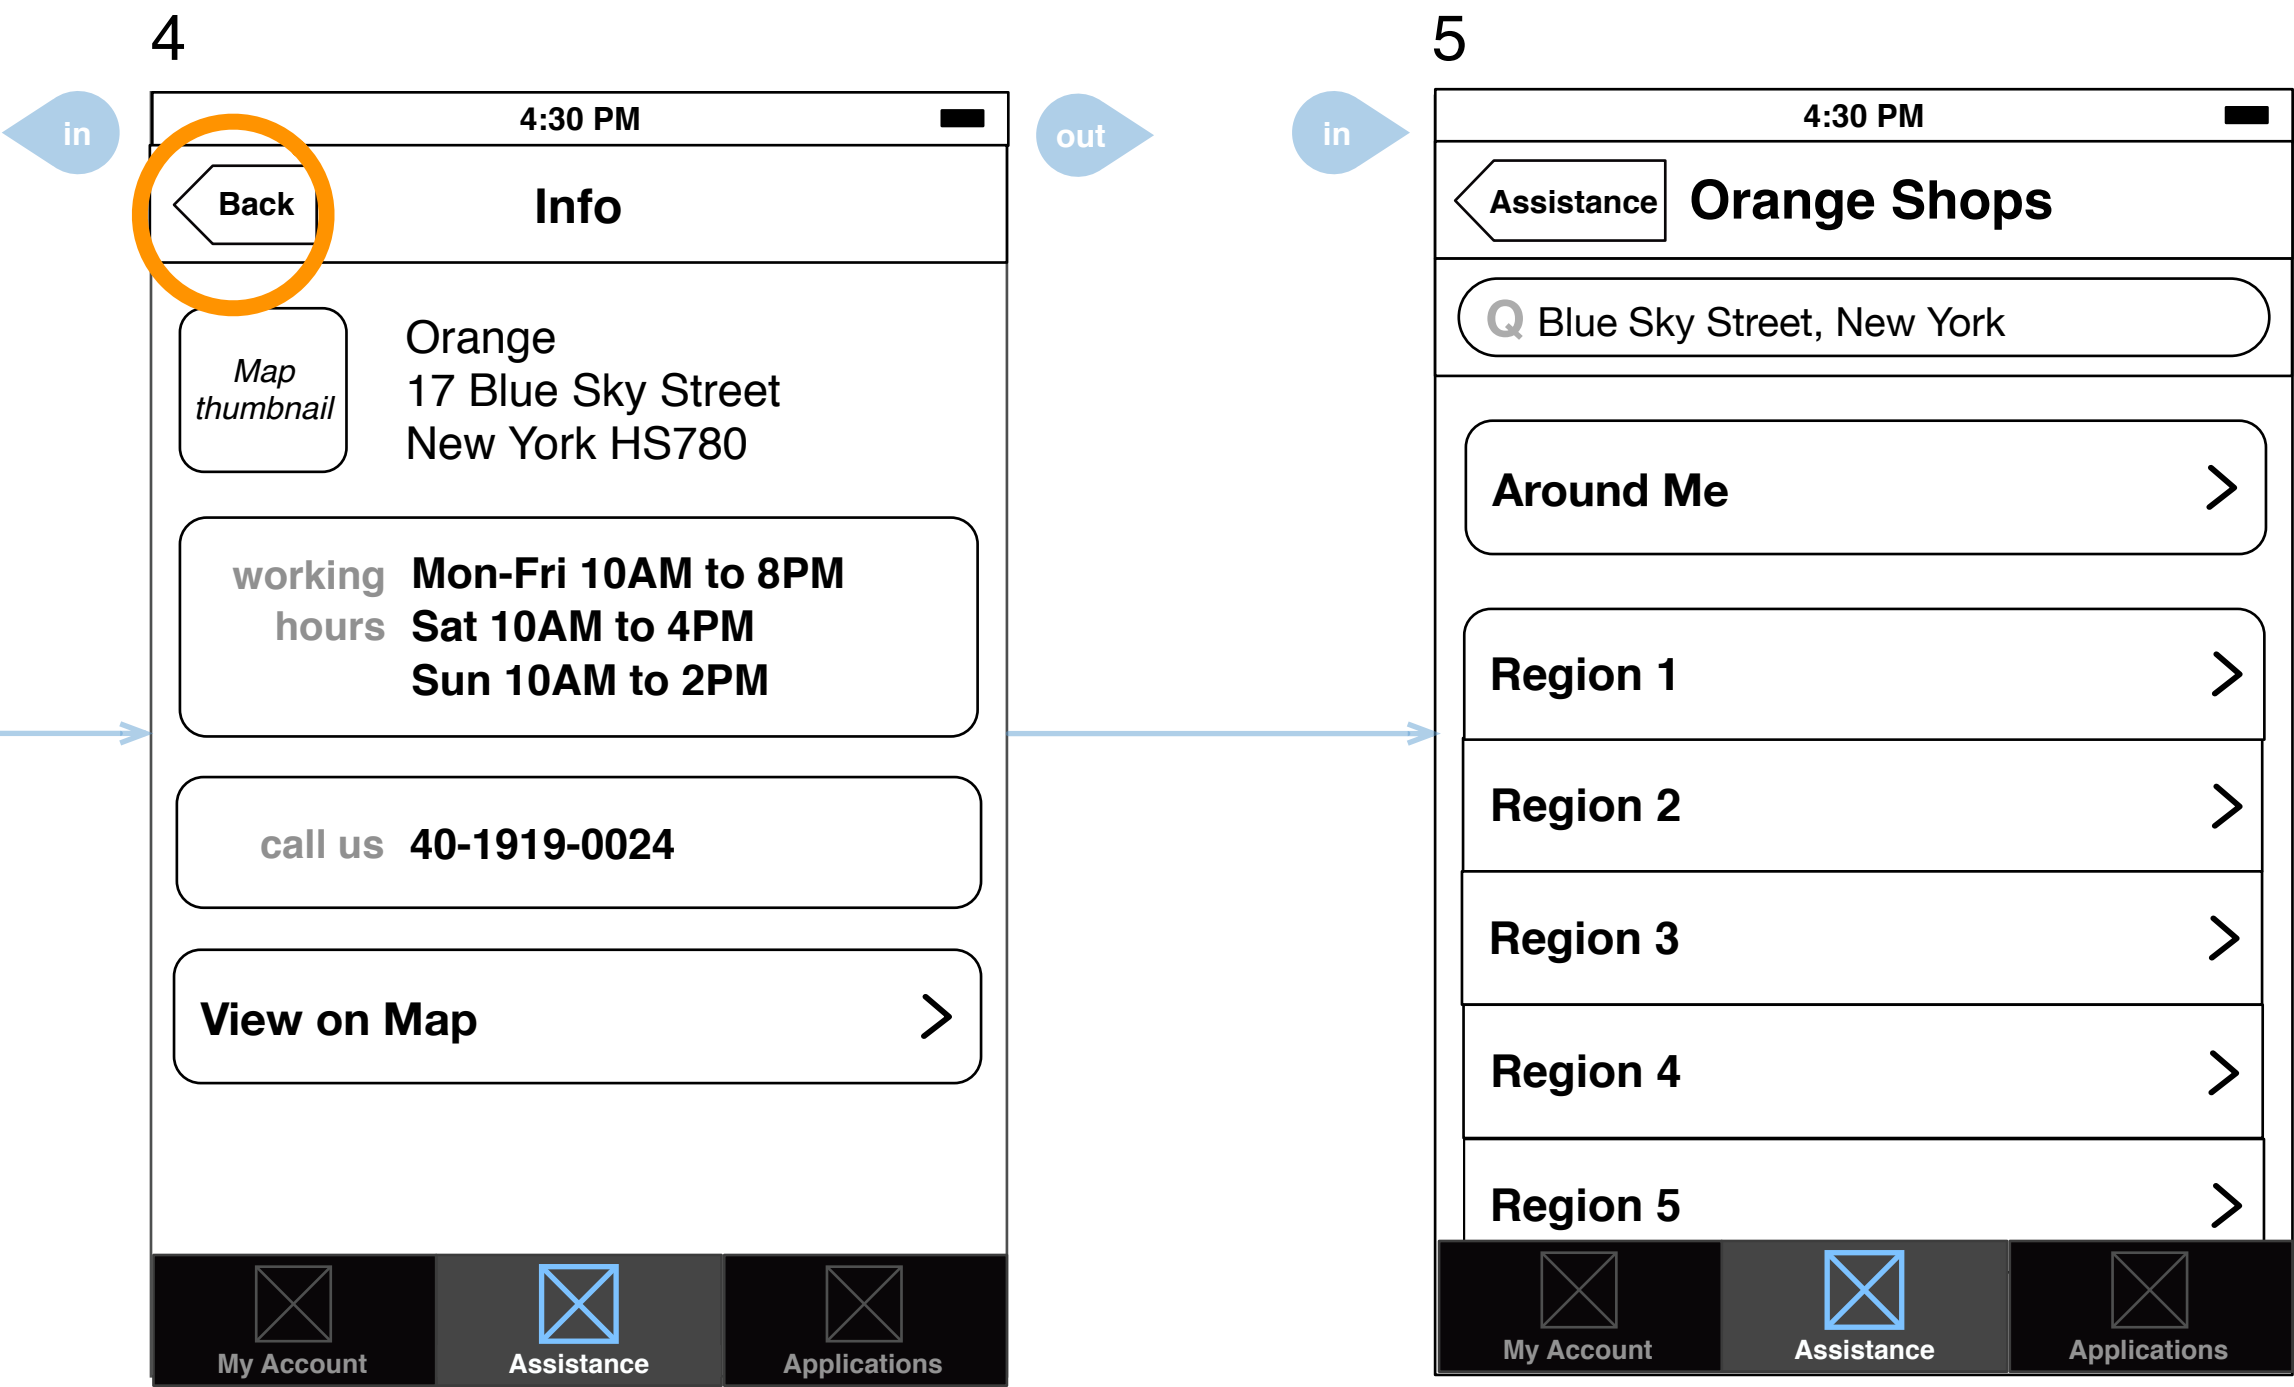 4
in
4:30 PM
out
Back
Info
Map
thumbnail
Orange
17 Blue Sky Street
New York HS780
working
hours
Mon-Fri 10AM to 8PM
Sat 10AM to 4PM
Sun 10AM to 2PM
call us 40-1919-0024
View on Map
My Account
Assistance
Applications
5
in
4:30 PM
Assistance
Orange Shops
Q Blue Sky Street, New York
Around Me
Region 1
Region 2
Region 3
Region 4
Region 5
My Account
Assistance
Applications